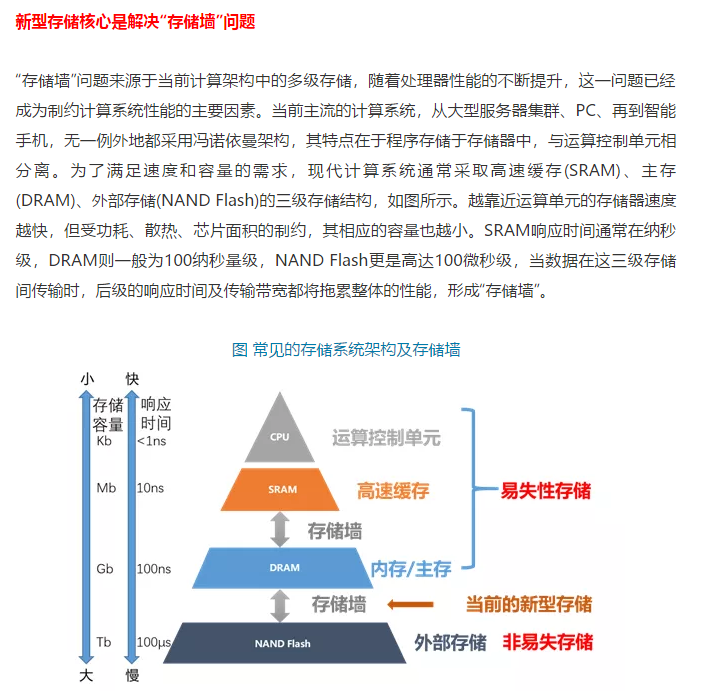 新型存储核心是解决“存储墙”问题
“存储墙”问题来源于当前计算架构中的多级存储，随着处理器性能的不断提升，这一问题已经
成为制约计算系统性能的主要因素。当前主流的计算系统，从大型服务器集群、PC、再到智能
手机，无一例外地都采用冯诺依曼架构，其特点在于程序存储于存储器中，与运算控制单元相
分离。为了满足速度和容量的需求，现代计算系统通常采取高速缓存(SRAM)、主存
(DRAM)、外部存储(NAND Flash)的三级存储结构，如图所示。越靠近运算单元的存储器速度
越快，但受功耗、散热、芯片面积的制约，其相应的容量也越小。SRAM响应时间通常在纳秒
级，DRAM则一般为100纳秒量级，NAND Flash更是高达100微秒级，当数据在这三级存储
间传输时，后级的响应时间及传输带宽都将拖累整体的性能，形成“存储墙”。
图 常见的存储系统架构及存储墙
小 快
存储 响应
容量 时间
Kb <1ns CPU 运算控制单元
Mb 10ns SRAM 高速缓存 易失性存储
存储墙
Gb 100ns DRAM 内存/主存
存储墙 当前的新型存储
Tb 100μs NAND Flash 外部存储 非易失存储
大 慢